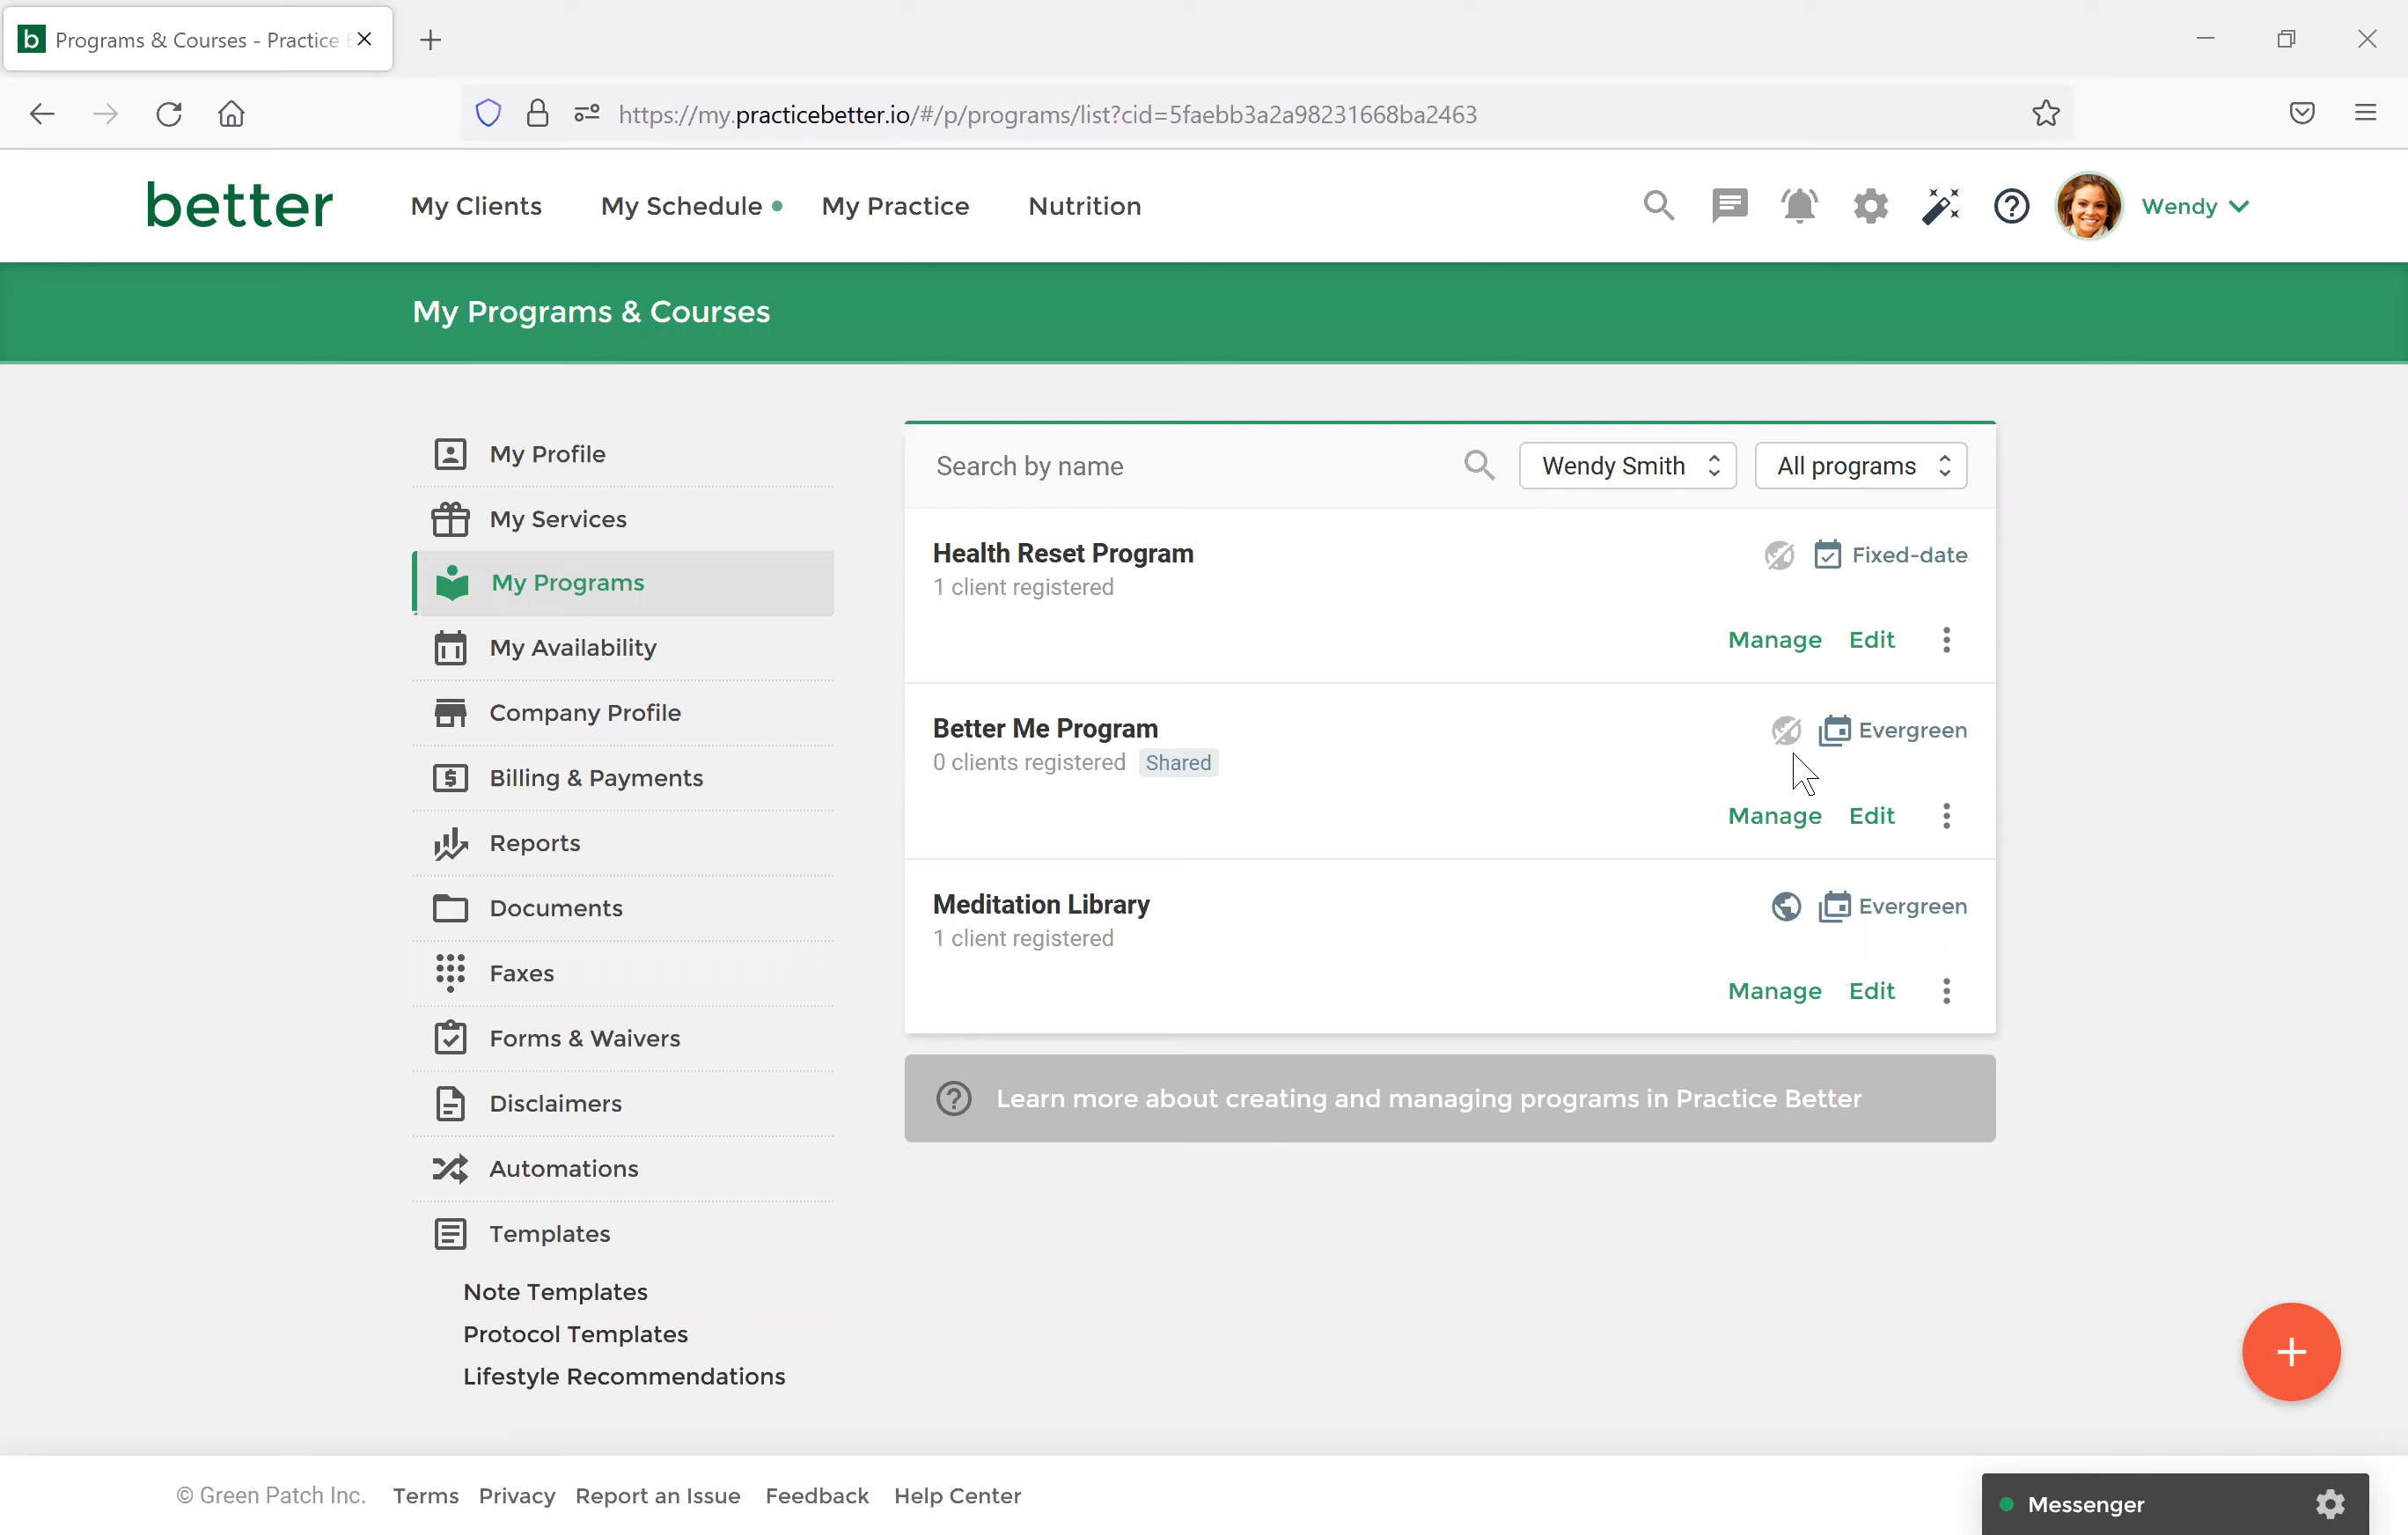 b Programs & Courses - Practice
https://my.practicebetter.io/#/p/programs/list?cid=5faebb3a2a98231668ba2463
better My Clients My Schedule My Practice Nutrition Wendy
My Programs & Courses
My Profile
My Services
My Programs
My Availability
Company Profile
Billing & Payments
Reports
Documents
Faxes
Forms & Waivers
Disclaimers
Automations
Templates
Note Templates
Protocol Templates
Lifestyle Recommendations
Search by name Wendy Smith All programs
Health Reset Program Fixed-date
1 client registered
Manage Edit
Better Me Program Evergreen
0 clients registered Shared
Manage Edit
Meditation Library Evergreen
1 client registered
Manage Edit
Learn more about creating and managing programs in Practice Better
© Green Patch Inc. Terms Privacy Report an Issue Feedback Help Center
Messenger